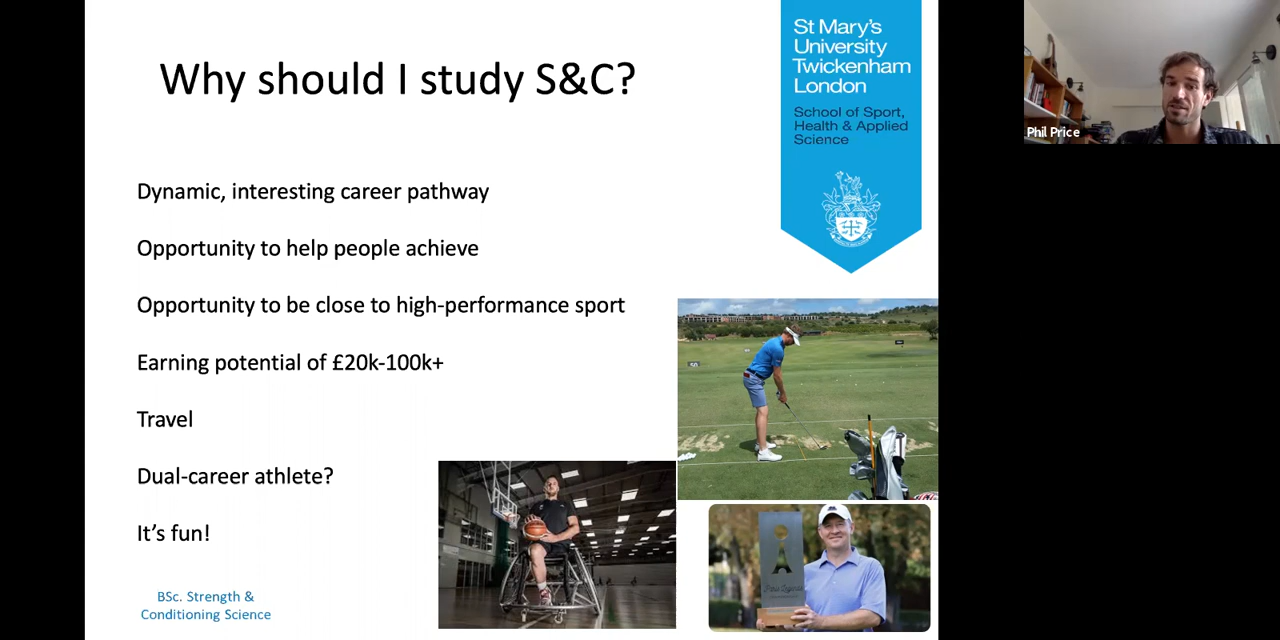 Why should I study S&C?
St Mary's
University
Twickenham
London
School of Sport,
Health & Applied
Science
Phil Price
Dynamic, interesting career pathway
Opportunity to help people achieve
Opportunity to be close to high-performance sport
Earning potential of £20k-100k+
Travel
Dual-career athlete?
It's fun!
BSc. Strength &
Conditioning Science